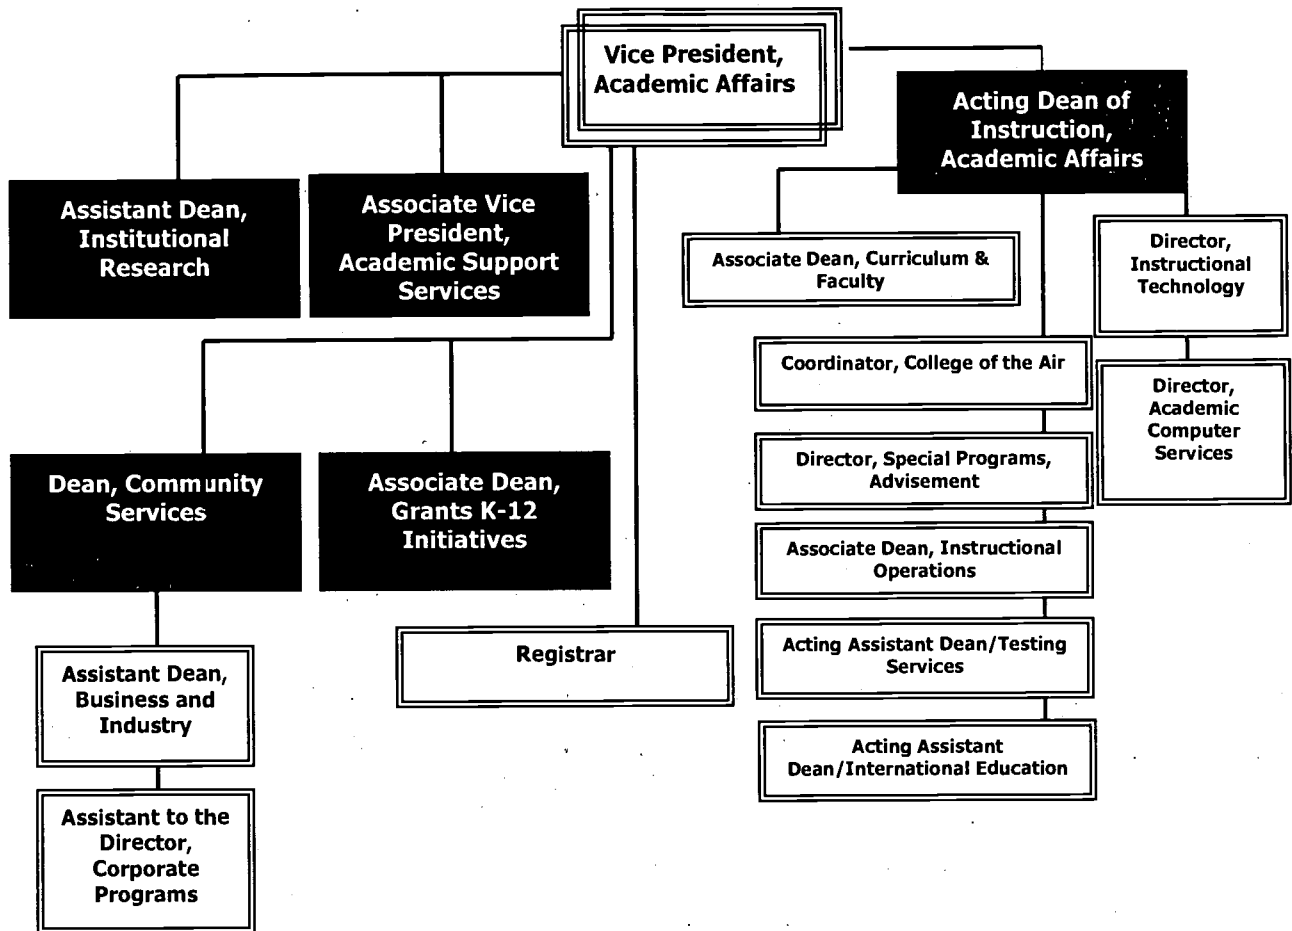 Vice President,
Academic Affairs
Acting Dean of
Instruction,
Academic Affairs
Assistant Dean,
Institutional
Research
Associate Vice
President,
Academic Support
Services
Associate Dean, Curriculum &
Faculty
Director,
Instructional
Technology
Coordinator, College of the Air
Director,
Academic
Computer
Services
Director, Special Programs,
Advisement
Dean, Community
Services
Associate Dean,
Grants K-12
Initiatives
Associate Dean, Instructional
Operations
Registrar
Acting Assistant Dean/Testing
Services
Assistant Dean,
Business and
Industry
Acting Assistant
Dean/International Education
Assistant to the
Director,
Corporate
Programs